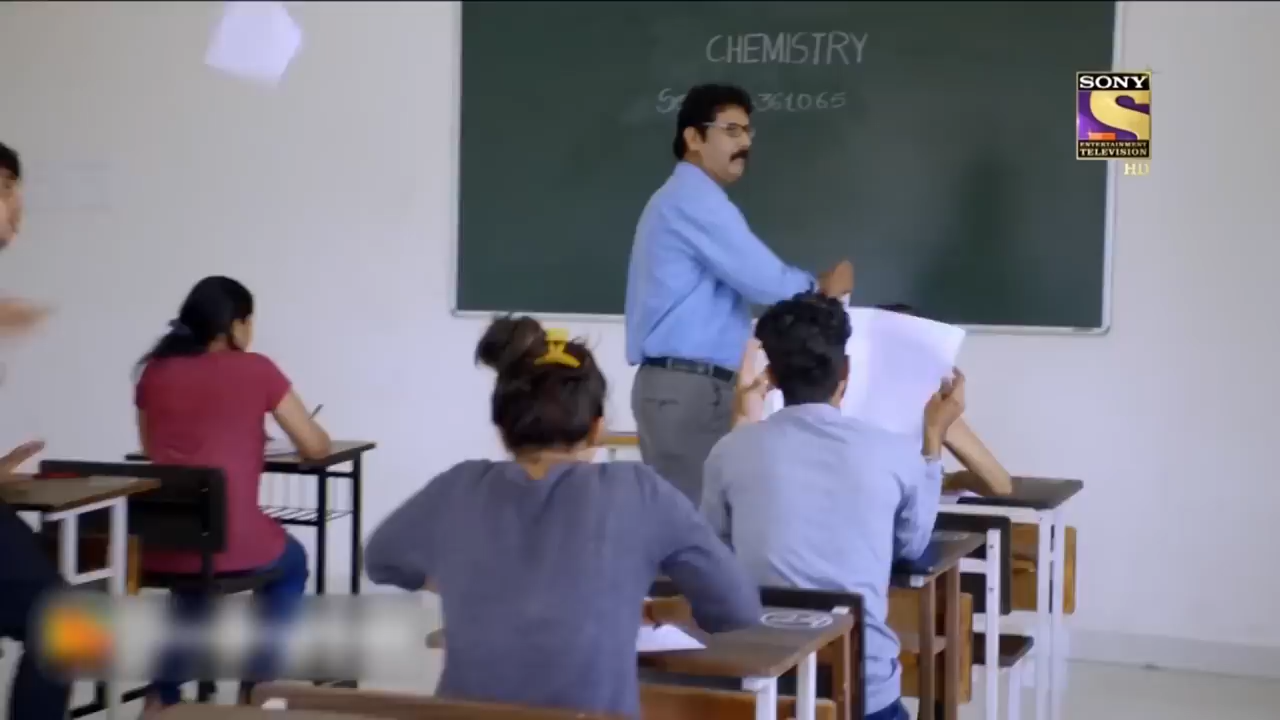 CHEMISTRY
361065
SONY
ENTERTAINMENT
TELEVISION
HD